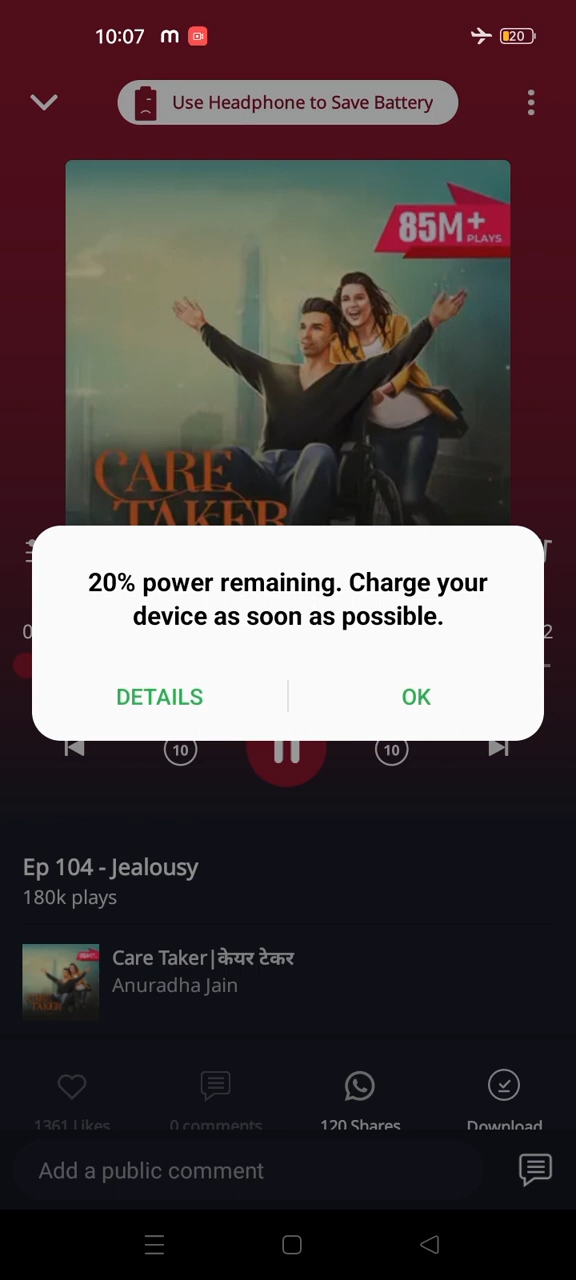 10:07 m
20
Use Headphone to Save Battery
85M+
PLAYS
CARE
TAKER
20% power remaining. Charge your
device as soon as possible.
DETAILS
OK
10
10
Ep 104 - Jealousy
180k plays
Care Taker|केयर टेकर
Anuradha Jain
1361 Likes
0 comments
120 Shares
Download
Add a public comment